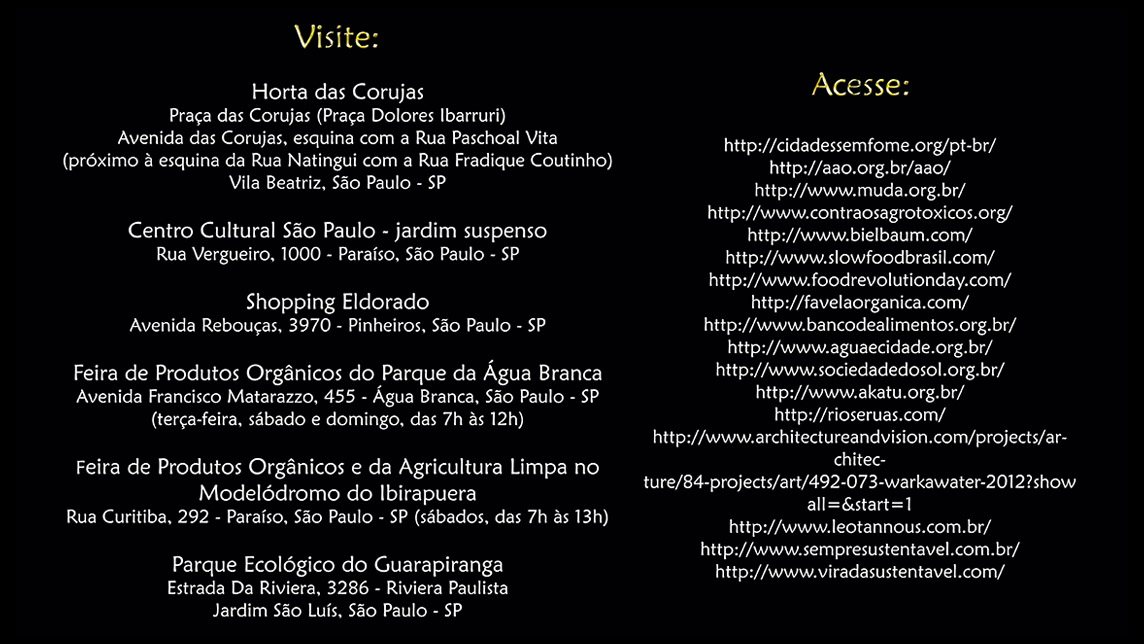 Visite:
Horta das Corujas
Praça das Corujas (Praça Dolores Ibarruri)
Avenida das Corujas, esquina com a Rua Paschoal Vita
(próximo à esquina da Rua Natingui com a Rua Fradique Coutinho)
Vila Beatriz, São Paulo - SP
Centro Cultural São Paulo - jardim suspenso
Rua Vergueiro, 1000 - Paraíso, São Paulo - SP
Shopping Eldorado
Avenida Rebouças, 3970 - Pinheiros, São Paulo - SP
Feira de Produtos Orgânicos do Parque da Água Branca
Avenida Francisco Matarazzo, 455 - Água Branca, São Paulo - SP
(terça-feira, sábado e domingo, das 7h às 12h)
Feira de Produtos Orgânicos e da Agricultura Limpa no
Modelódromo do Ibirapuera
Rua Curitiba, 292 - Paraíso, São Paulo - SP (sábados, das 7h às 13h)
Parque Ecológico do Guarapiranga
Estrada Da Riviera, 3286 - Riviera Paulista
Jardim São Luís, São Paulo - SP
Acesse:
http://cidadessemfome.org/pt-br/
http://aao.org.br/aao/
http://www.muda.org.br/
http://www.contraosagrotoxicos.org/
http://www.bielbaum.com/
http://www.slowfoodbrasil.com/
http://www.foodrevolutionday.com/
http://favelaorganica.com/
http://www.bancodealimentos.org.br/
http://www.aguaecidade.org.br/
http://www.sociedadedosol.org.br/
http://www.akatu.org.br/
http://rioseruas.com/
http://www.architectureandvision.com/projects/ar-
chitec-
ture/84-projects/art/492-073-warkawater-2012?show
all=&start=1
http://www.leotannous.com.br/
http://www.sempresustentavel.com.br/
http://www.viradasustentavel.com/